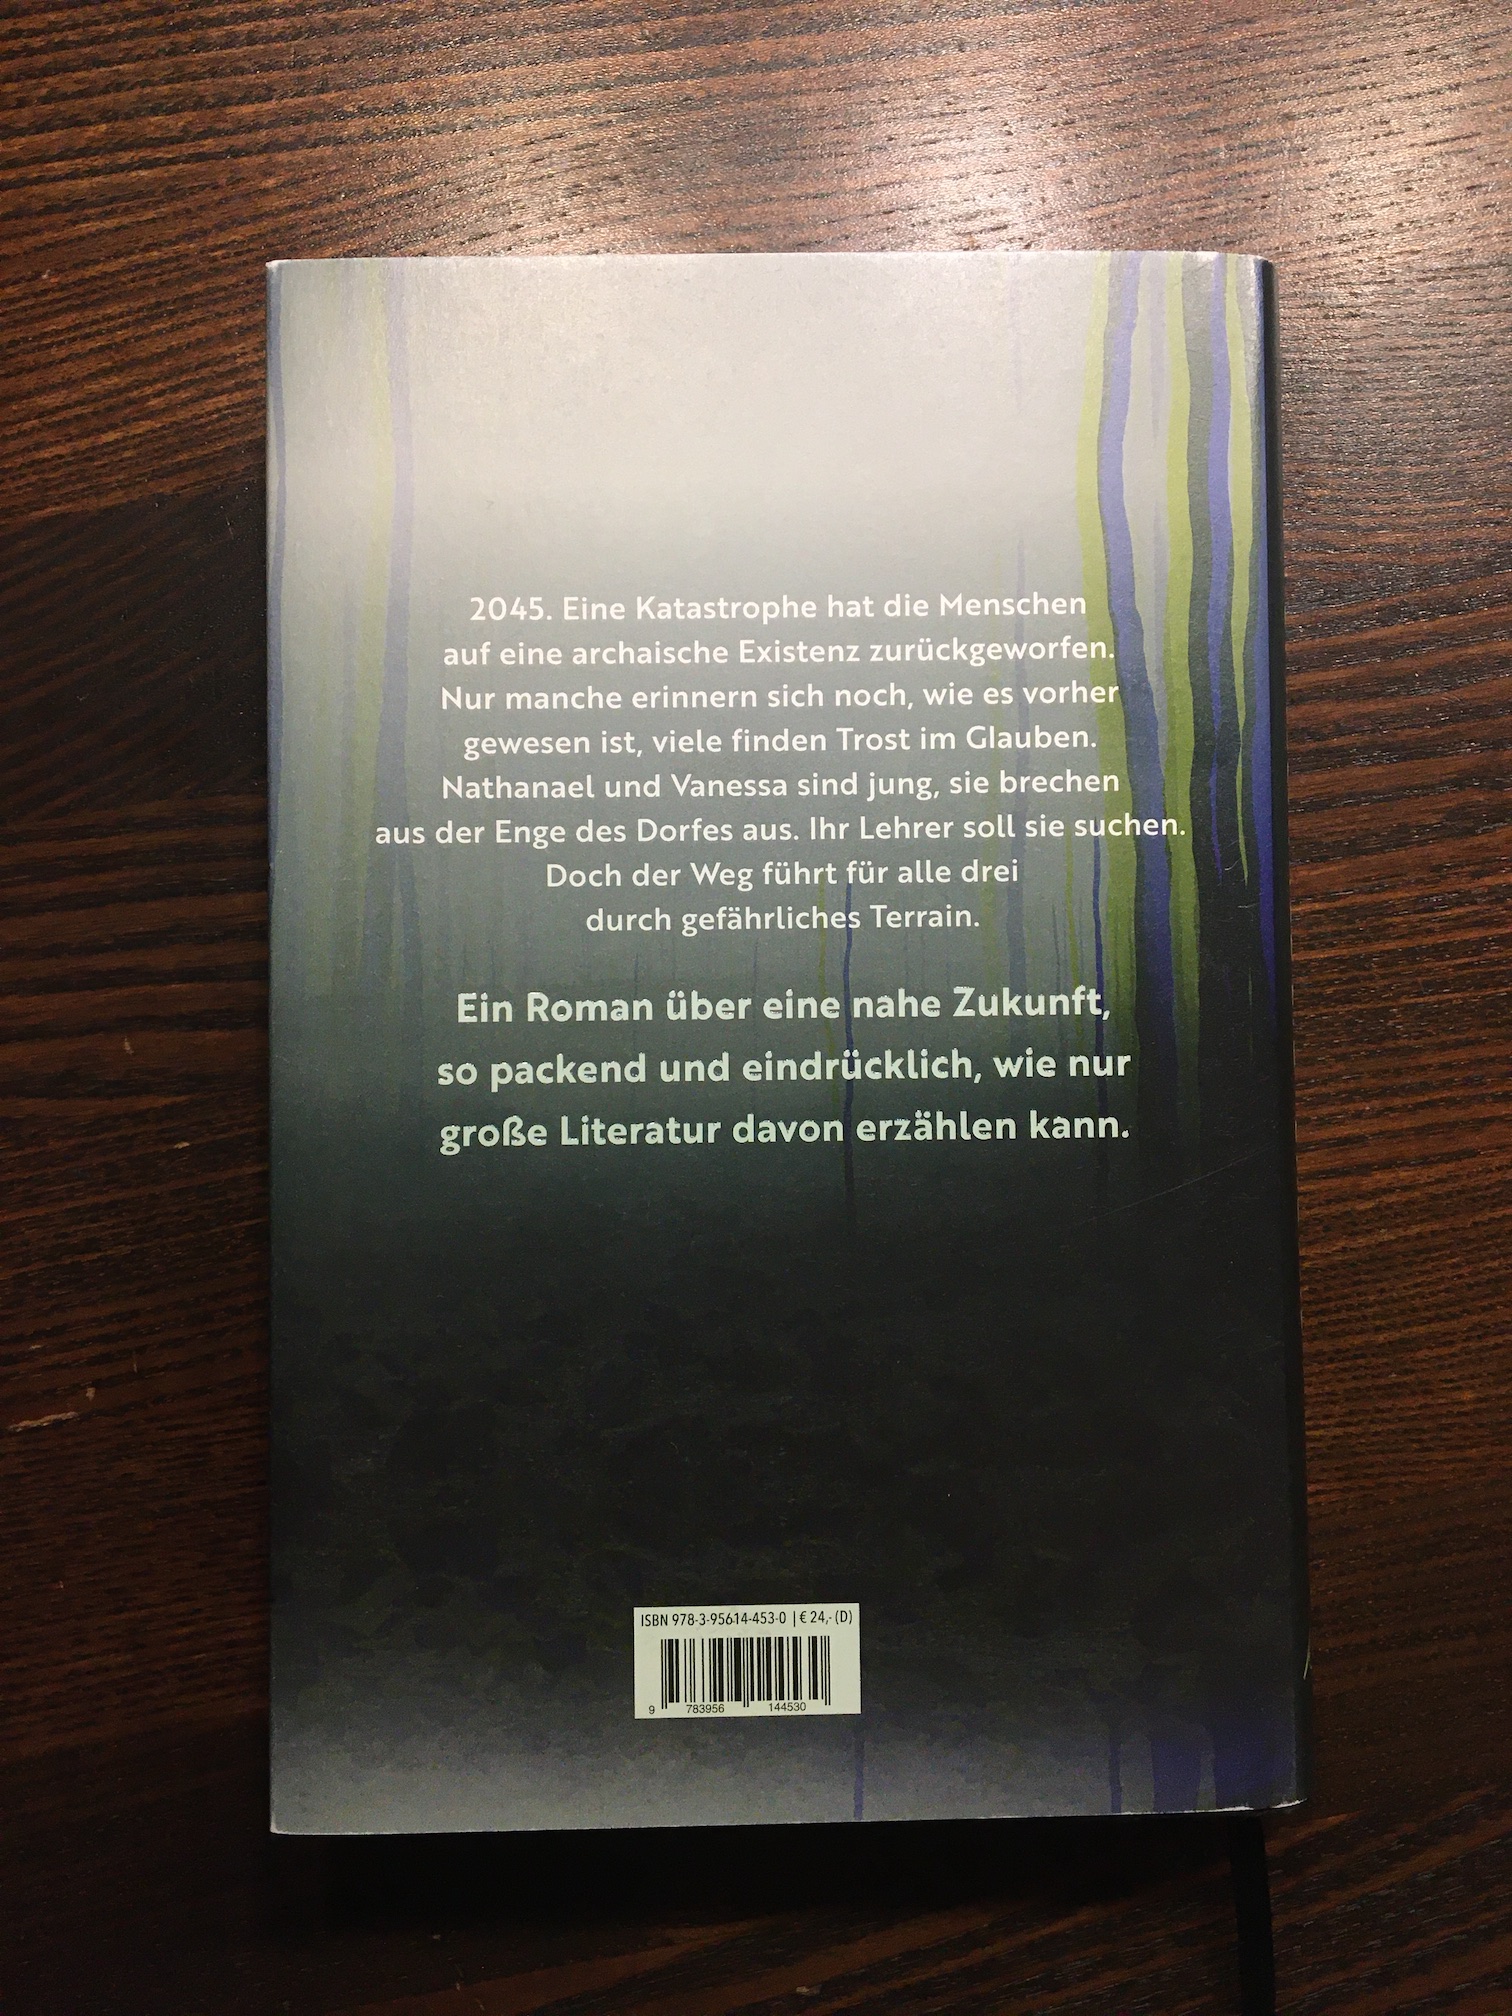 2045. Eine Katastrophe hat die Menschen
auf eine archaische Existenz zurückgeworfen.
Nur manche erinnern sich noch, wie es vorher
gewesen ist, viele finden Trost im Glauben.
Nathanael und Vanessa sind jung, sie brechen
aus der Enge des Dorfes aus. Ihr Lehrer soll sie suchen.
Doch der Weg führt für alle drei
durch gefährliches Terrain.
Ein Roman über eine nahe Zukunft,
so packend und eindrücklich, wie nur
große Literatur davon erzählen kann.
ISBN 978-3-95614-453-0 | € 24,- (D)
9 783956 144530